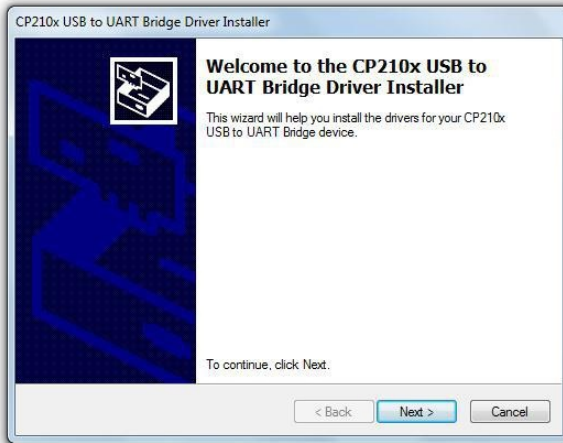 CP210x USB to UART Bridge Driver Installer
Welcome to the CP210x USB to
UART Bridge Driver Installer
This wizard will help you install the drivers for your CP210x
USB to UART Bridge device.
To continue, click Next.
< Back
Next >
Cancel